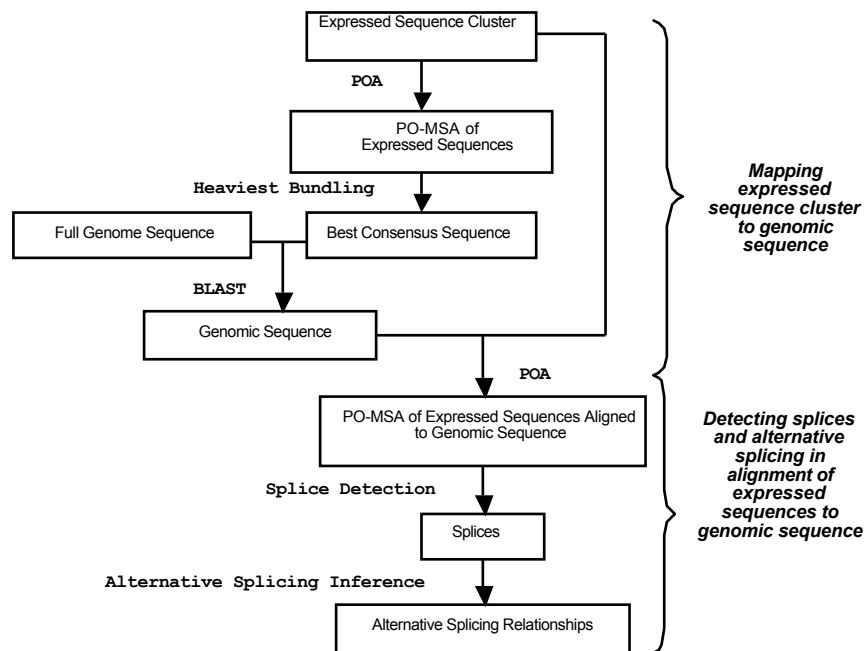 Expressed Sequence Cluster
POA
PO-MSA of
Expressed Sequences
Heaviest Bundling
Full Genome Sequence
Best Consensus Sequence
BLAST
Genomic Sequence
POA
PO-MSA of Expressed Sequences Aligned
to Genomic Sequence
Splice Detection
Splices
Alternative Splicing Inference
Alternative Splicing Relationships
Mapping
expressed
sequence cluster
to genomic
sequence
Detecting splices
and alternative
splicing in
alignment of
expressed
sequences to
genomic sequence